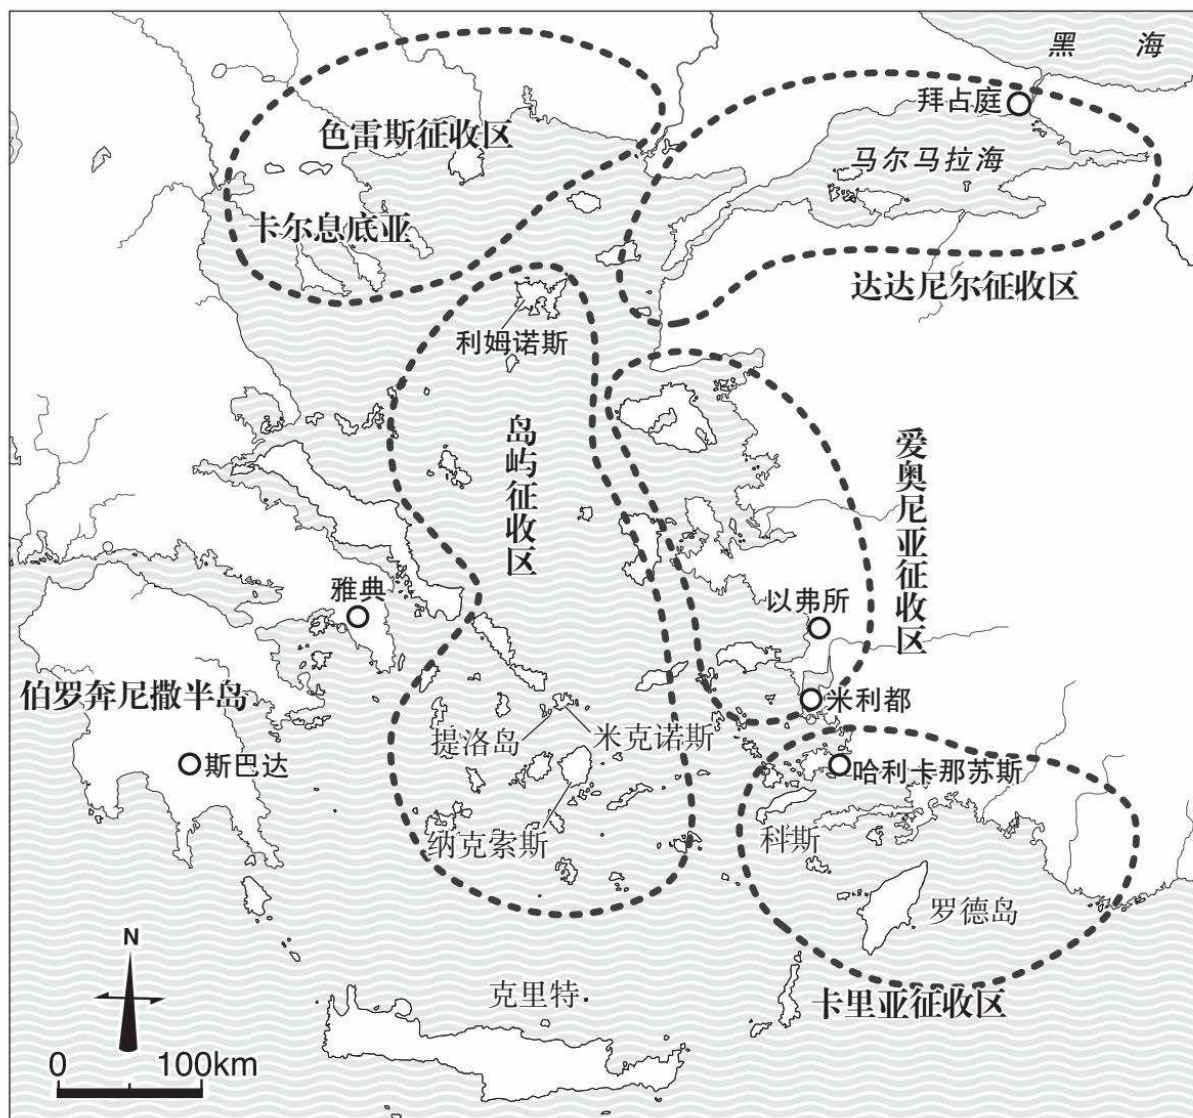 黑 海
拜占庭
色雷斯征收区
马尔马拉海
卡尔息底亚
达达尼尔征收区
利姆诺斯
岛屿征收区
爱奥尼亚征收区
雅典
以弗所
伯罗奔尼撒半岛
米利都
提洛岛
米克诺斯
斯巴达
哈利卡那苏斯
纳克索斯
科斯
罗德岛
N
克里特
卡里亚征收区
0 100km